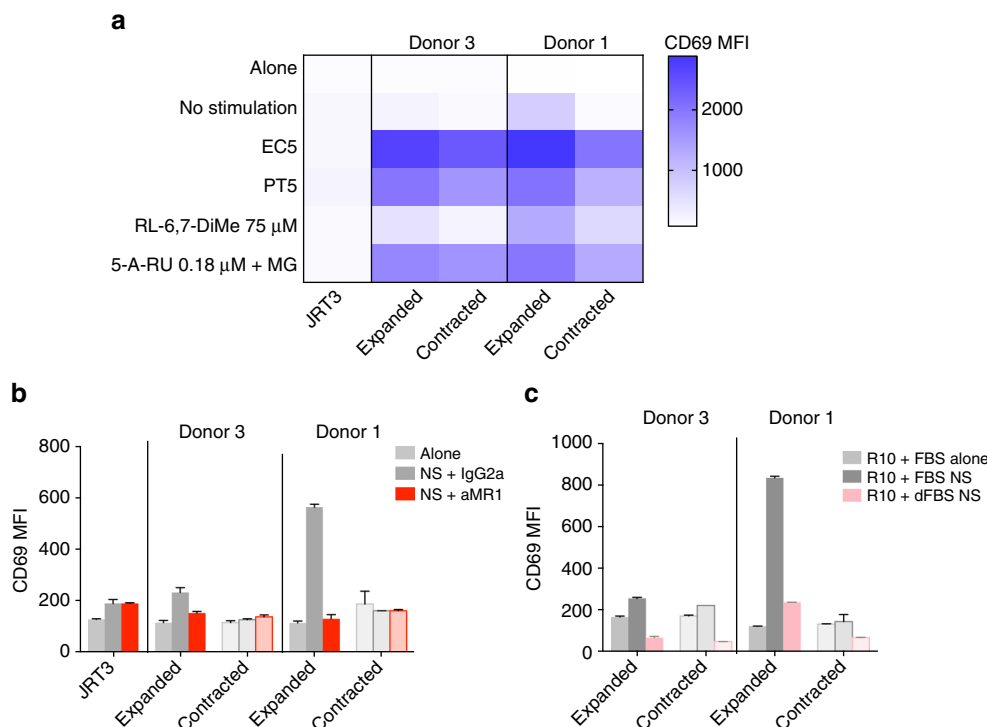 a
Donor 3 Donor 1 CD69 MFI
Alone
No stimulation
EC5
PT5
RL-6,7-DiMe 75 μM
5-A-RU 0.18 μM + MG
2000
1000
JRT3 Expanded Contracted Expanded Contracted
b
Donor 3 Donor 1
CD69 MFI
800
600
400
200
0
Alone
NS + IgG2a
NS + aMR1
JRT3 Expanded Contracted Expanded Contracted
c
Donor 3 Donor 1
CD69 MFI
1000
800
600
400
200
0
R10 + FBS alone
R10 + FBS NS
R10 + dFBS NS
Expanded Contracted Expanded Contracted